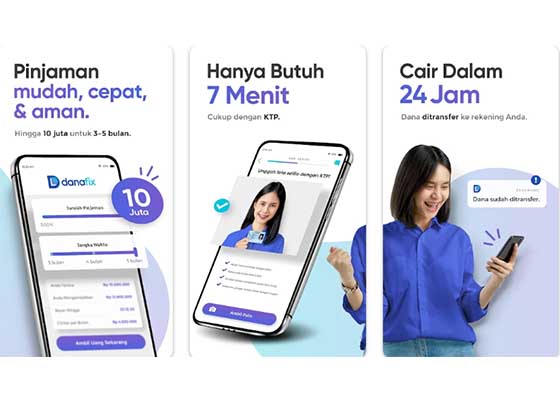 Pinjaman
mudah, cepat,
& aman.
Hingga 10 juta untuk 3-5 bulan.
danafix
Jumlah Pinjaman
10
Juta
Jangka Waktu
3 bulan 4 bulan 5 bulan
Ambil Uang Sekarang
Hanya Butuh
7 Menit
Cukup dengan KTP.
Unggah foto selfie dengan KTP!
Ambil Foto
Cair Dalam
24 Jam
Dana ditransfer ke rekening Anda.
Dana sudah ditransfer.